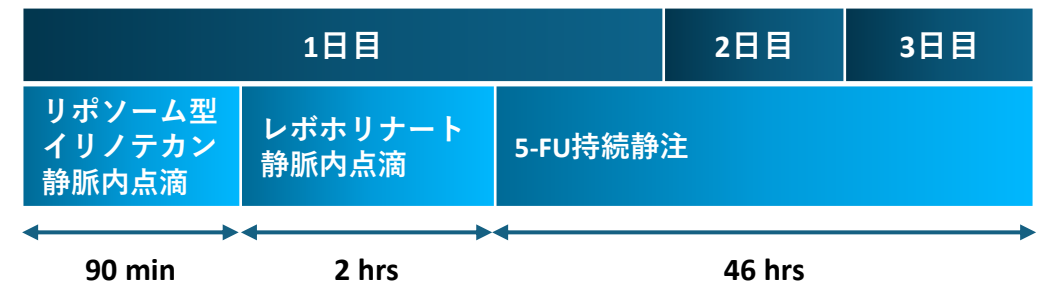 1日目
2日目
3日目
リポソーム型
イリノテカン
静脈内点滴
レボホリナート
静脈内点滴
5-FU持続静注
90 min
2 hrs
46 hrs